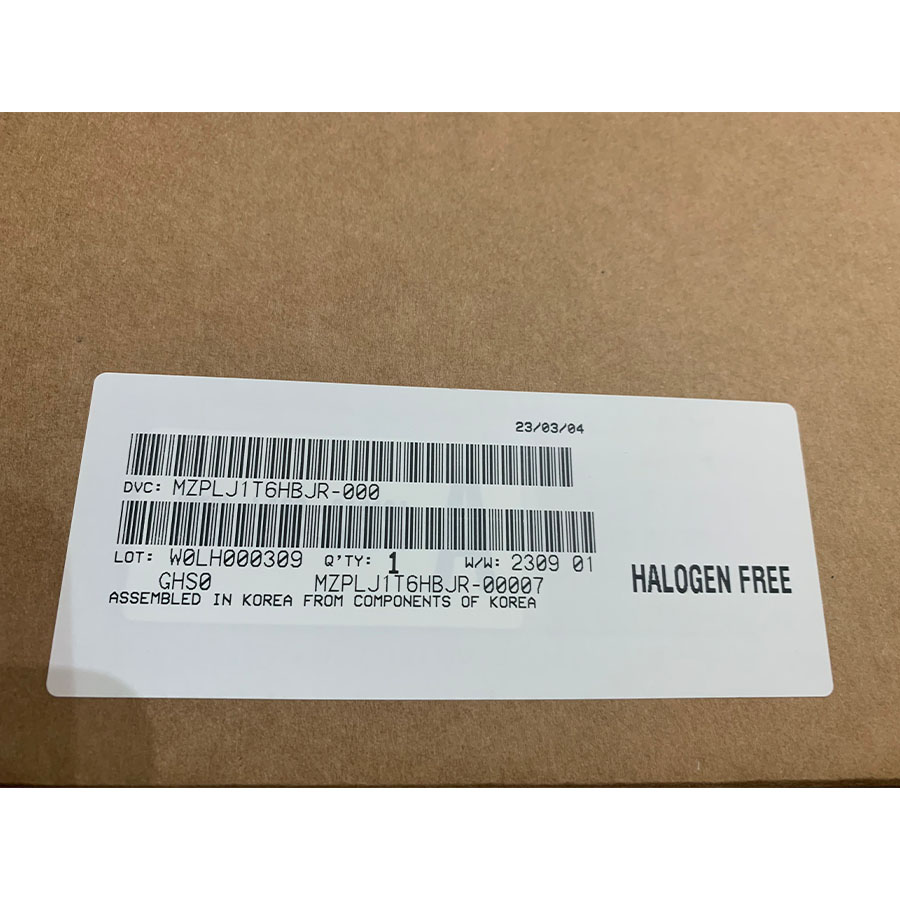 23/03/04
DVC: MZPLJ1T6HBJR-000
LOT: W0LH000309 Q'TY: 1 W/W: 2309 01
GHS0 MZPLJ1T6HBJR-00007
ASSEMBLED IN KOREA FROM COMPONENTS OF KOREA
HALOGEN FREE